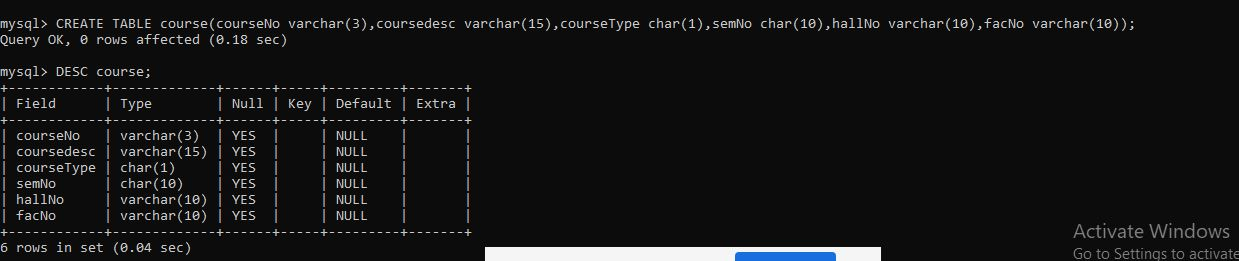 mysql> CREATE TABLE course(courseNo varchar(3),coursedesc varchar(15),courseType char(1),semNo char(10),hallNo varchar(10),facNo varchar(10));
Query OK, 0 rows affected (0.18 sec)
mysql> DESC course;
+------------+-------------+------+-----+---------+-------+
| Field      | Type        | Null | Key | Default | Extra |
+------------+-------------+------+-----+---------+-------+
| courseNo   | varchar(3)  | YES  |     | NULL    |       |
| coursedesc | varchar(15) | YES  |     | NULL    |       |
| courseType | char(1)     | YES  |     | NULL    |       |
| semNo      | char(10)    | YES  |     | NULL    |       |
| hallNo     | varchar(10) | YES  |     | NULL    |       |
| facNo      | varchar(10) | YES  |     | NULL    |       |
+------------+-------------+------+-----+---------+-------+
6 rows in set (0.04 sec)
Activate Windows
Go to Settings to activate